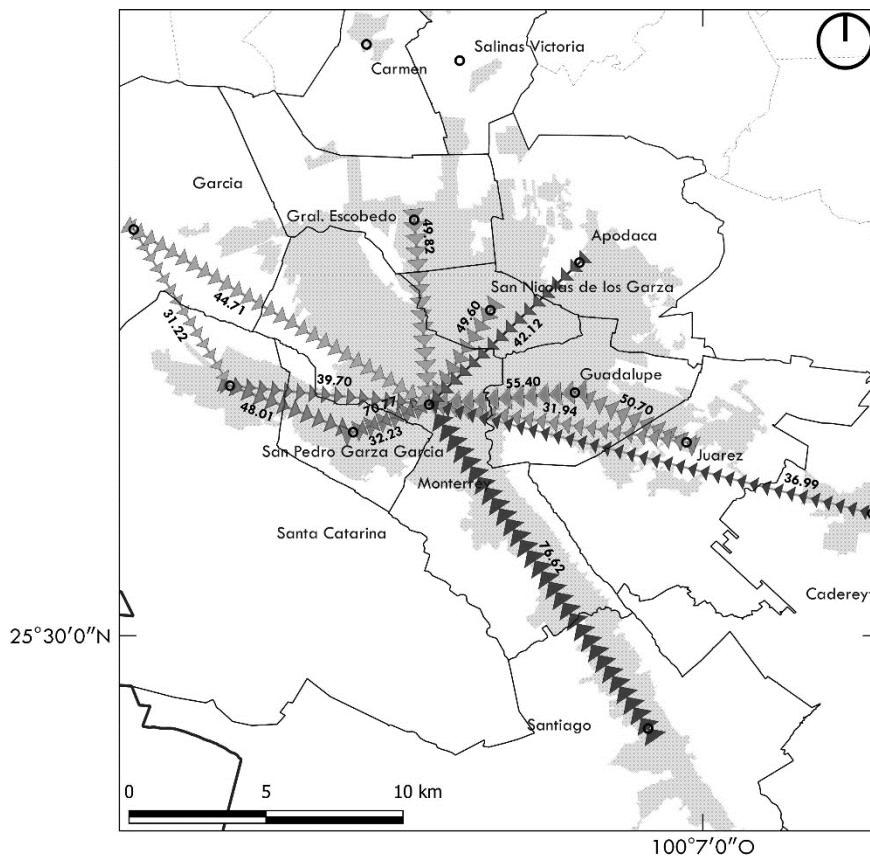 Salinas Victoria
Carmen
Garcia
Gral. Escobedo
49.82
Apodaca
San Nicolas de los Garza
49.60
42.12
44.71
31.22
39.70
55.40
Guadalupe
50.70
48.01
70.77
32.23
31.94
San Pedro Garza Garcia
Juarez
Monterrey
36.99
Santa Catarina
76.62
Caderey
25°30'0"N
Santiago
0 5 10 km
100°7'0"O